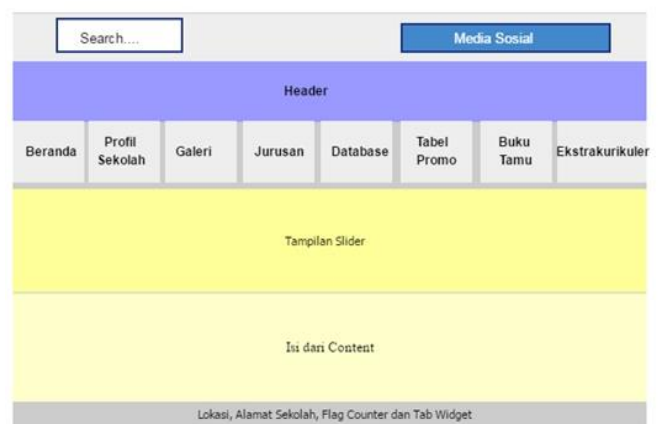 Search....
Media Sosial
Header
Beranda
Profil
Sekolah
Galeri
Jurusan
Database
Tabel
Promo
Buku
Tamu
Ekstrakurikuler
Tampilan Slider
Isi dari Content
Lokasi, Alamat Sekolah, Flag Counter dan Tab Widget